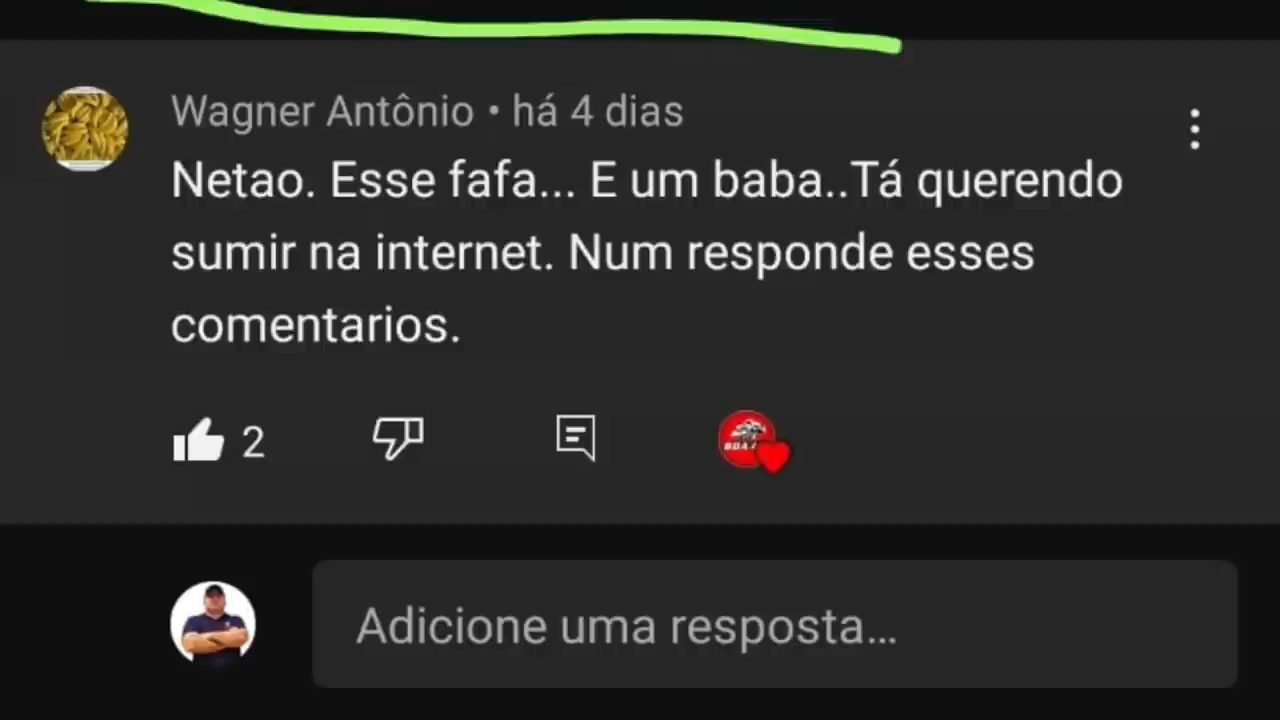 Wagner Antônio • há 4 dias
Netao. Esse fafa... E um baba..Tá querendo
sumir na internet. Num responde esses
comentarios.
2
Adicione uma resposta...